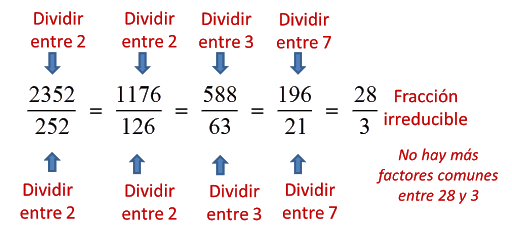 Dividir entre 2
Dividir entre 2
Dividir entre 3
Dividir entre 7
2352/252 = 1176/126 = 588/63 = 196/21 = 28/3
Fracción irreducible
Dividir entre 2
Dividir entre 2
Dividir entre 3
Dividir entre 7
No hay más
factores comunes
entre 28 y 3